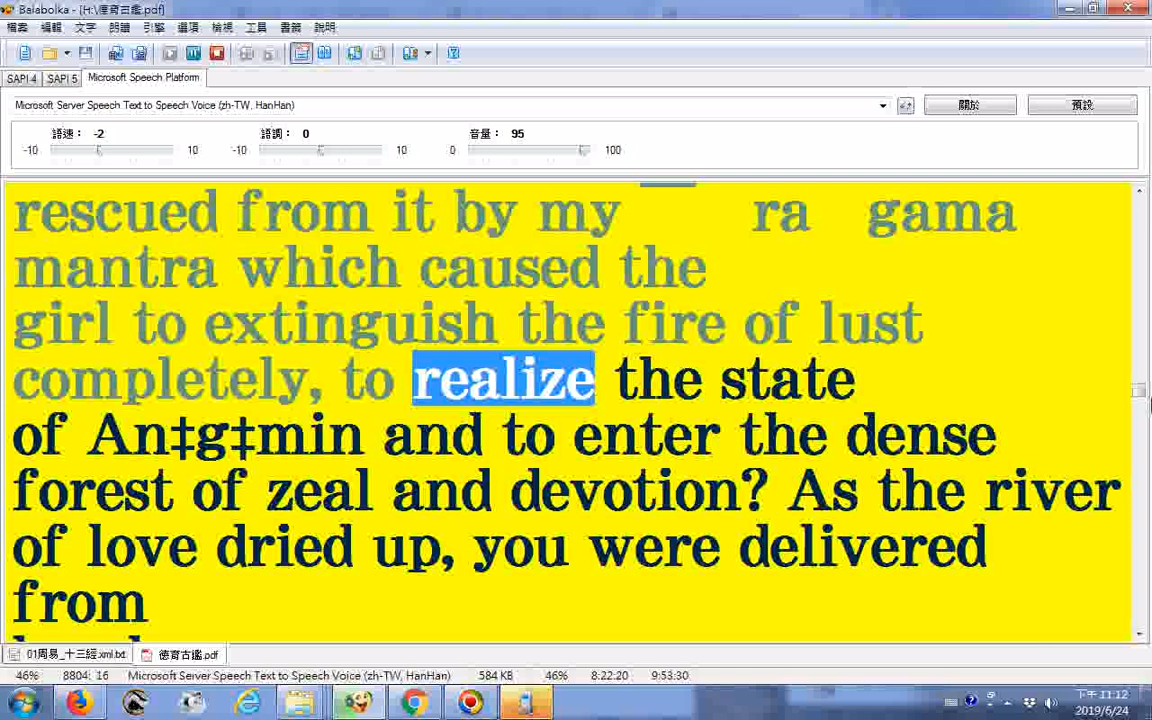 Balabolka - [H:\德育古鑑.pdf]
檔案 編輯 文字 朗讀 引擎 選項 檢視 工具 書籤 說明
SAPI 4 SAPI 5 Microsoft Speech Platform
Microsoft Server Speech Text to Speech Voice (zh-TW, HanHan) 關於 預設
語速： -2 語調： 0 音量： 95
-10 10 -10 10 0 100
rescued from it by my ra gama
mantra which caused the
girl to extinguish the fire of lust
completely, to realize the state
of An‡g‡min and to enter the dense
forest of zeal and devotion? As the river
of love dried up, you were delivered
from
01周易_十三經.xml.txt 德育古鑑.pdf
46% 8804: 16 Microsoft Server Speech Text to Speech Voice (zh-TW, HanHan) 584 KB 46% 8:22:20 9:53:30
下午 11:12
2019/6/24